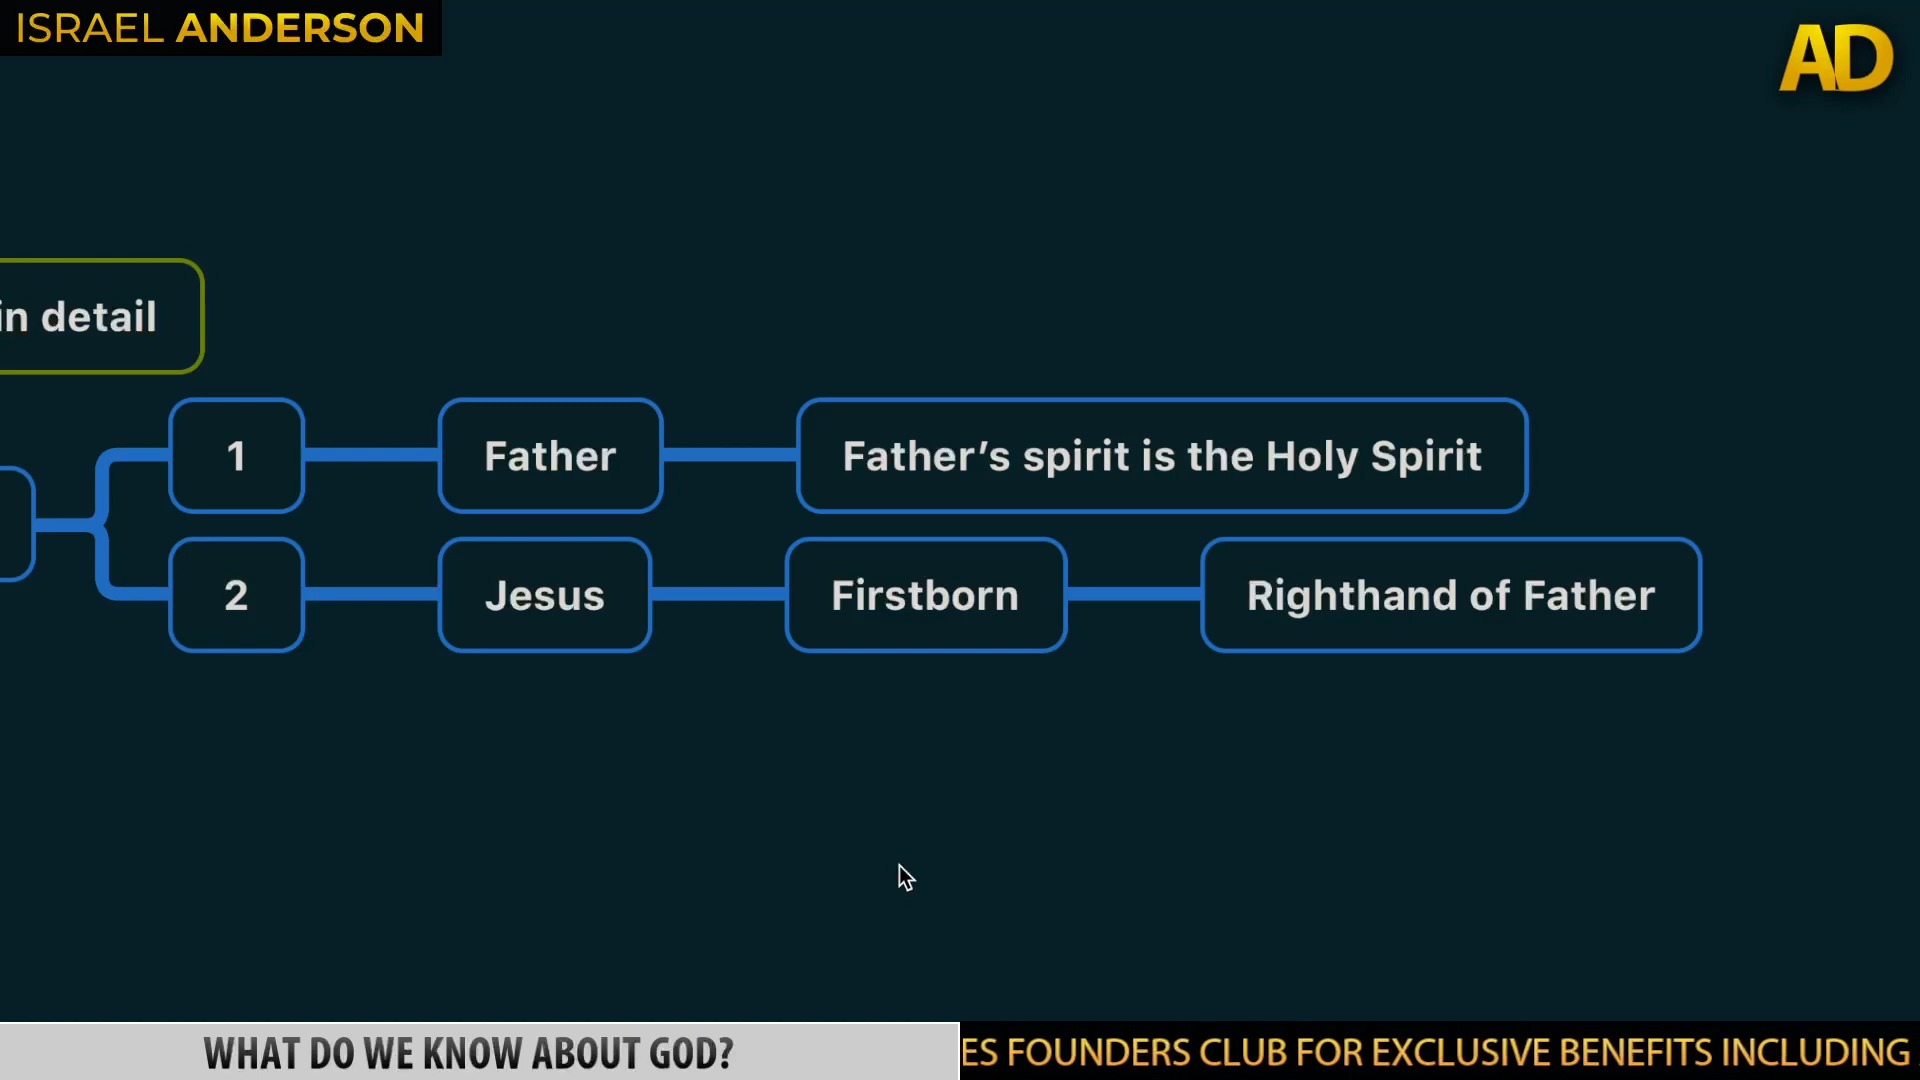 ISRAEL ANDERSON
AD
in detail
1
Father
Father’s spirit is the Holy Spirit
2
Jesus
Firstborn
Righthand of Father
WHAT DO WE KNOW ABOUT GOD?
ES FOUNDERS CLUB FOR EXCLUSIVE BENEFITS INCLUDING